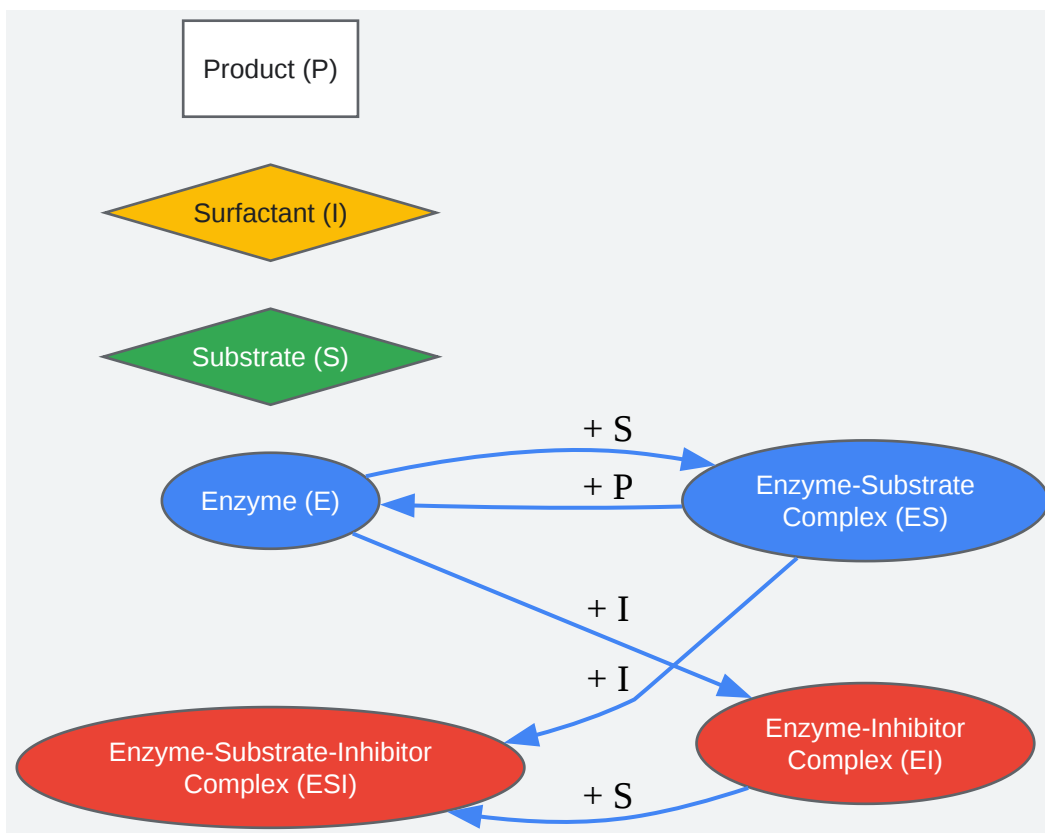 Product (P)
Surfactant (I)
Substrate (S)
+ S
Enzyme (E)
+ P
Enzyme-Substrate
Complex (ES)
+ I
+ I
Enzyme-Substrate-Inhibitor
Complex (ESI)
Enzyme-Inhibitor
Complex (EI)
+ S